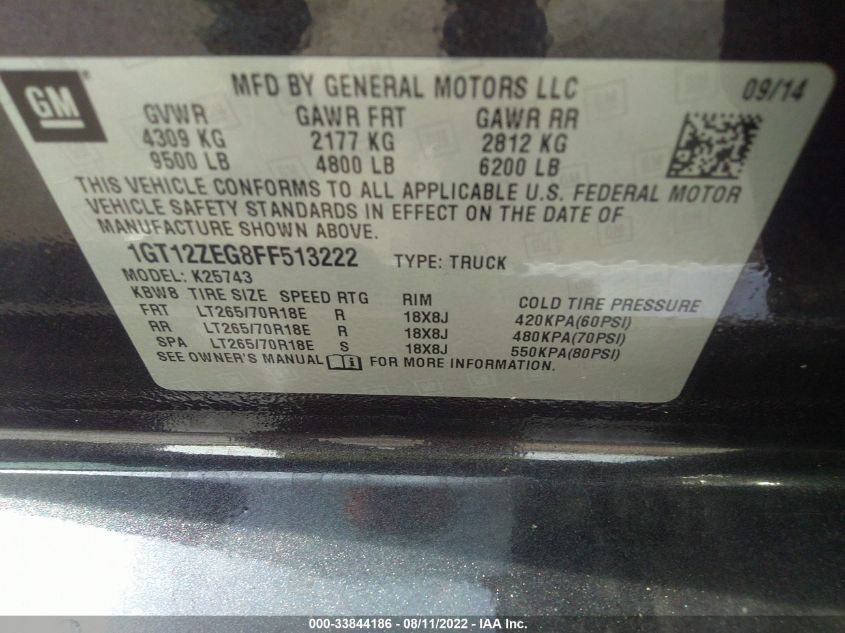 GM®
MFD BY GENERAL MOTORS LLC 09/14
GVWR GAWR FRT GAWR RR
4309 KG 2177 KG 2812 KG
9500 LB 4800 LB 6200 LB
THIS VEHICLE CONFORMS TO ALL APPLICABLE U.S. FEDERAL MOTOR
VEHICLE SAFETY STANDARDS IN EFFECT ON THE DATE OF
MANUFACTURE SHOWN ABOVE.
1GT12ZEG8FF513222 TYPE: TRUCK
MODEL: K25743
KBW8 TIRE SIZE SPEED RTG RIM COLD TIRE PRESSURE
FRT LT265/70R18E R 18X8J 420KPA(60PSI)
RR LT265/70R18E R 18X8J 480KPA(70PSI)
SPA LT265/70R18E S 18X8J 550KPA(80PSI)
SEE OWNER'S MANUAL FOR MORE INFORMATION.
000-33844186 - 08/11/2022 - IAA Inc.